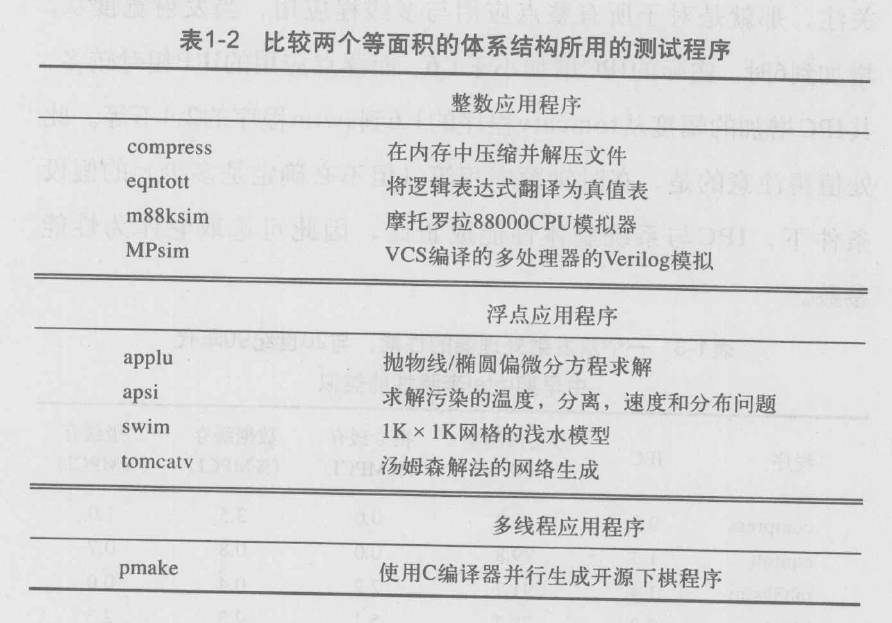 表1-2 比较两个等面积的体系结构所用的测试程序
整数应用程序
compress 在内存中压缩并解压文件
eqntott 将逻辑表达式翻译为真值表
m88ksim 摩托罗拉88000CPU模拟器
MPsim VCS编译的多处理器的Verilog模拟
浮点应用程序
applu 抛物线/椭圆偏微分方程求解
apsi 求解污染的温度，分离，速度和分布问题
swim 1K × 1K网格的浅水模型
tomcatv 汤姆森解法的网络生成
多线程应用程序
pmake 使用C编译器并行生成开源下棋程序